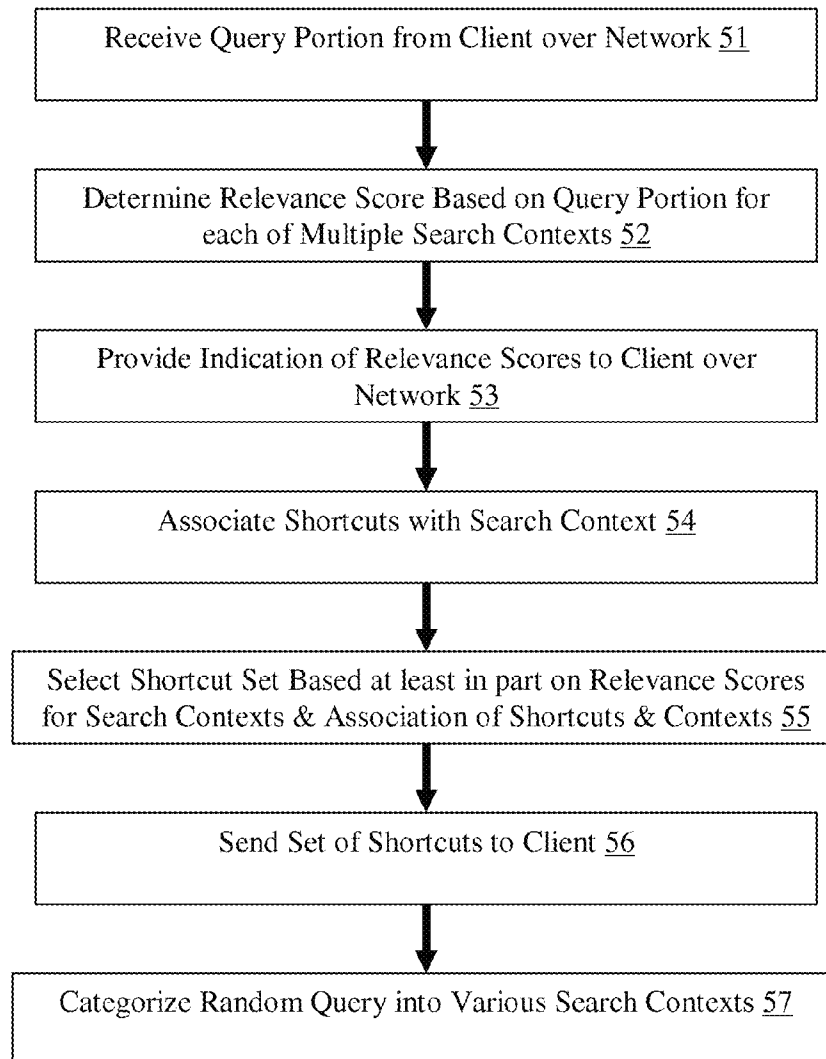 Receive Query Portion from Client over Network 51
Determine Relevance Score Based on Query Portion for
each of Multiple Search Contexts 52
Provide Indication of Relevance Scores to Client over
Network 53
Associate Shortcuts with Search Context 54
Select Shortcut Set Based at least in part on Relevance Scores
for Search Contexts & Association of Shortcuts & Contexts 55
Send Set of Shortcuts to Client 56
Categorize Random Query into Various Search Contexts 57